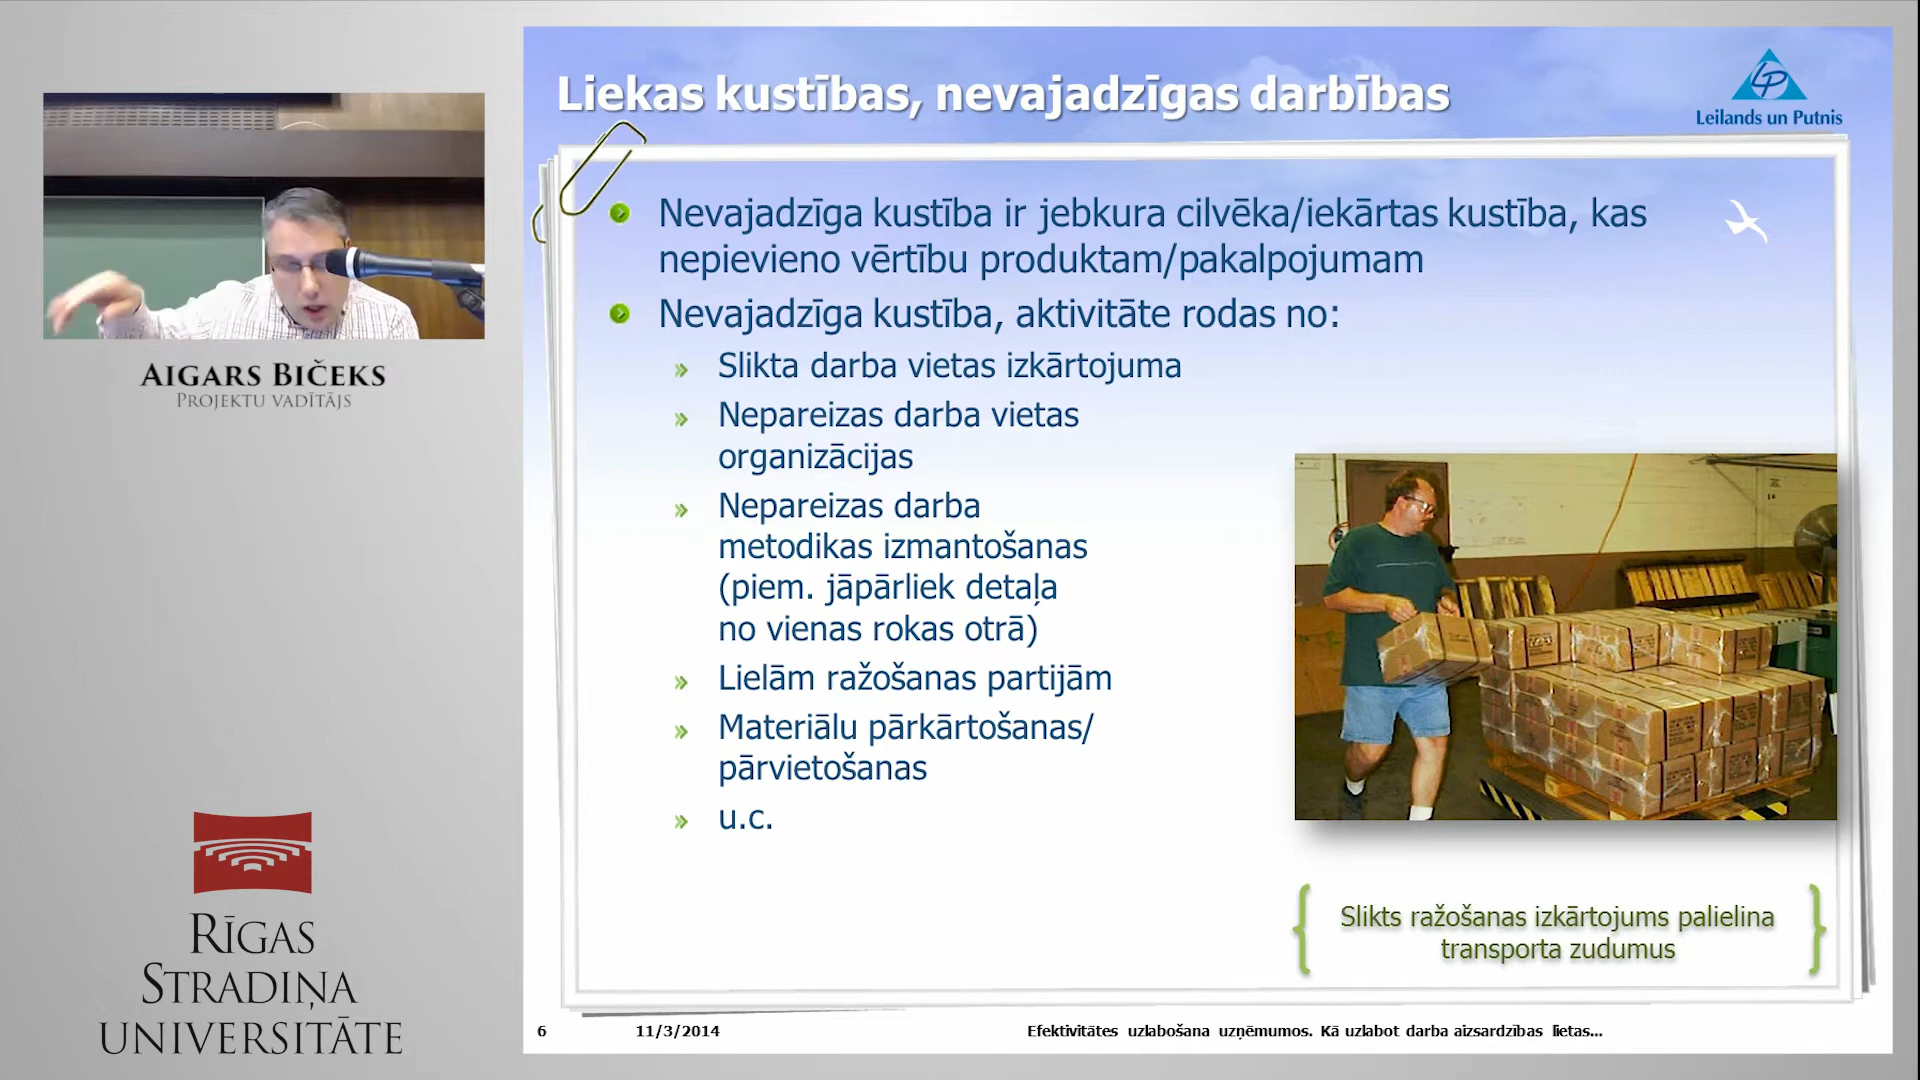 Liekas kustības, nevajadzīgas darbības
LP
Leilands un Putnis
Nevajadzīga kustība ir jebkura cilvēka/iekārtas kustība, kas
nepievieno vērtību produktam/pakalpojumam
Nevajadzīga kustība, aktivitāte rodas no:
Slikta darba vietas izkārtojuma
Nepareizas darba vietas
organizācijas
Nepareizas darba
metodikas izmantošanas
(piem. jāpārliek detaļa
no vienas rokas otrā)
Lielām ražošanas partijām
Materiālu pārkārtošanas/
pārvietošanas
u.c.
Slikts ražošanas izkārtojums palielina
transporta zudumus
6
11/3/2014
Efektivitātes uzlabošana uzņēmumos. Kā uzlabot darba aizsardzības lietas...
Aigars Bičeks
Projektu vadītājs
Rīgas
Stradiņa
universitāte